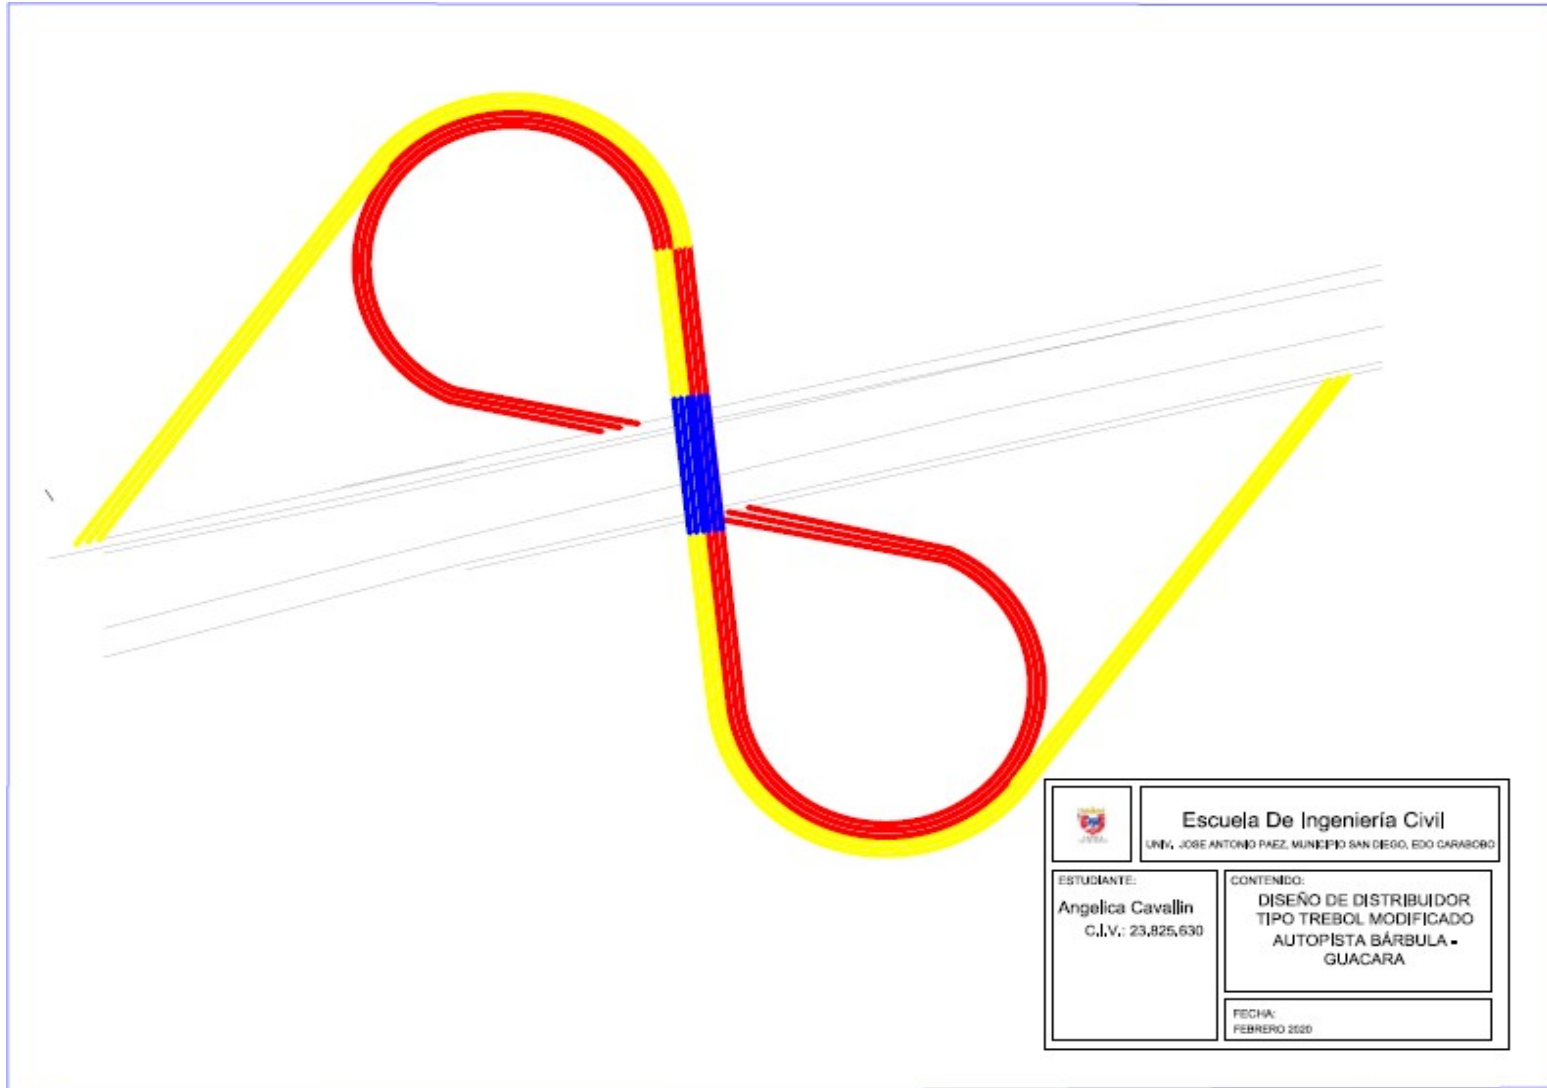 Escuela De Ingeniería Civil
UNIV. JOSE ANTONIO PAEZ, MUNICIPIO SAN DIEGO, EDO CARABOBO
ESTUDIANTE:
Angelica Cavallin
C.I.V.: 23,825,630
CONTENIDO:
DISEÑO DE DISTRIBUIDOR
TIPO TREBOL MODIFICADO
AUTOPÍSTA BÁRBULA -
GUACARA
FECHA:
FEBRERO 2020